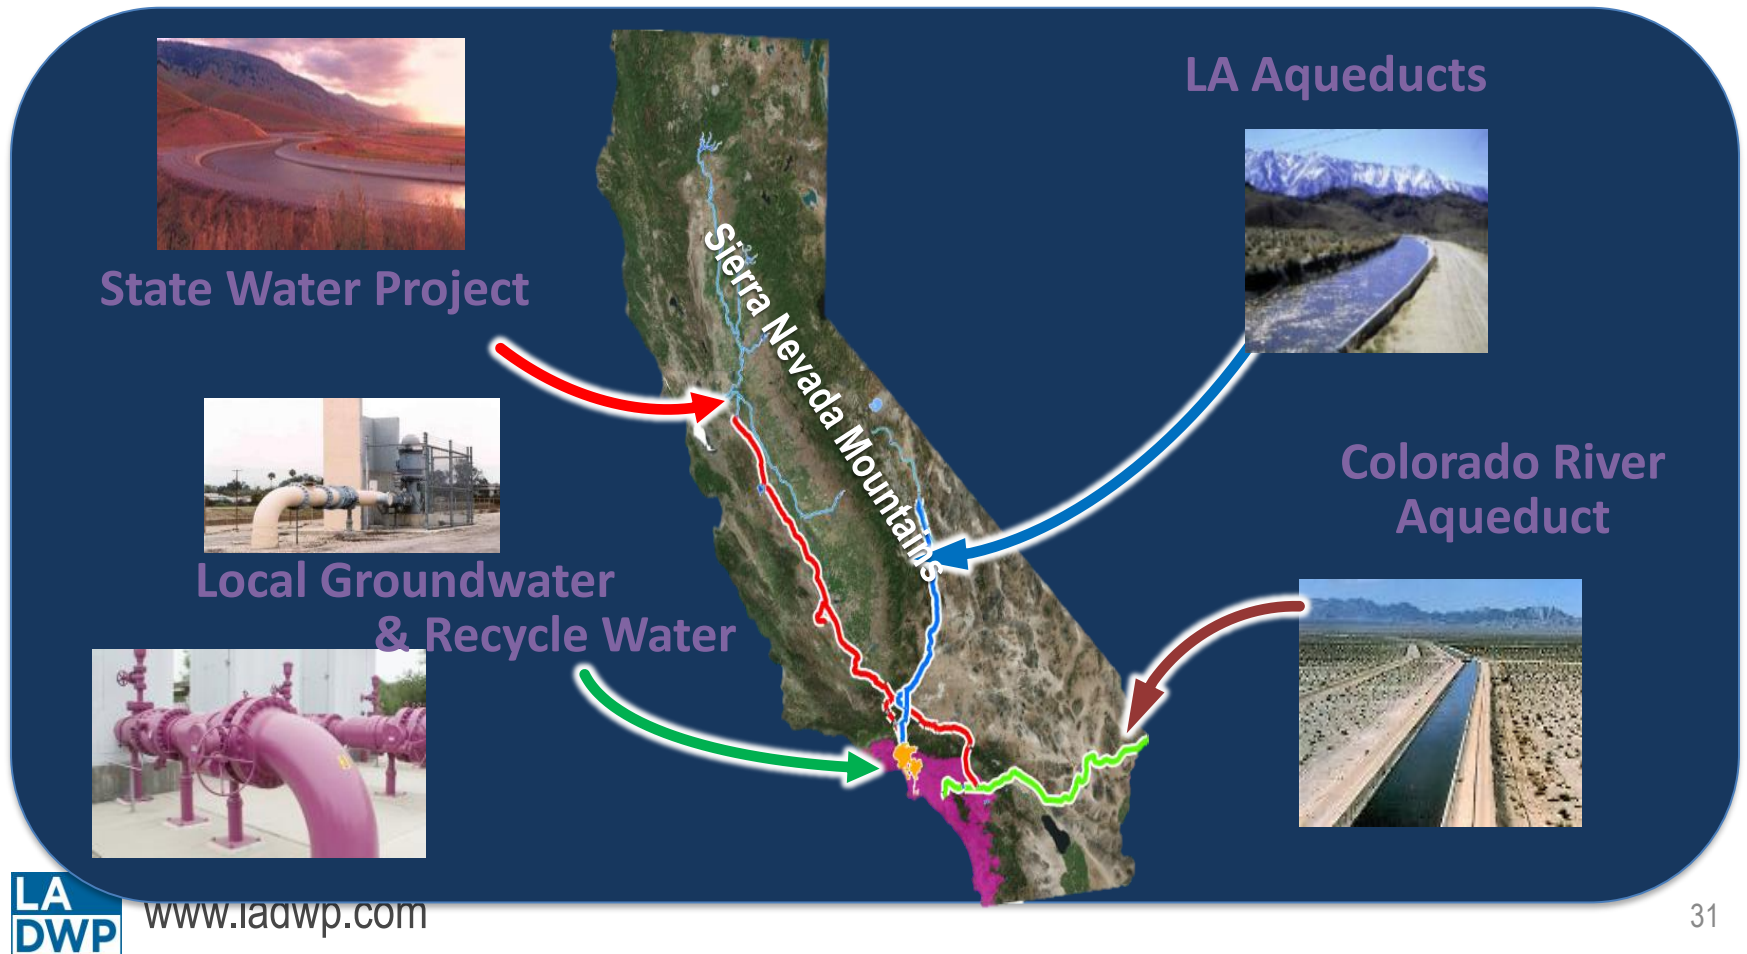 LA Aqueducts
State Water Project
Sierra Nevada Mountains
Colorado River
Aqueduct
Local Groundwater
& Recycle Water
LA
DWP
www.ladwp.com
31